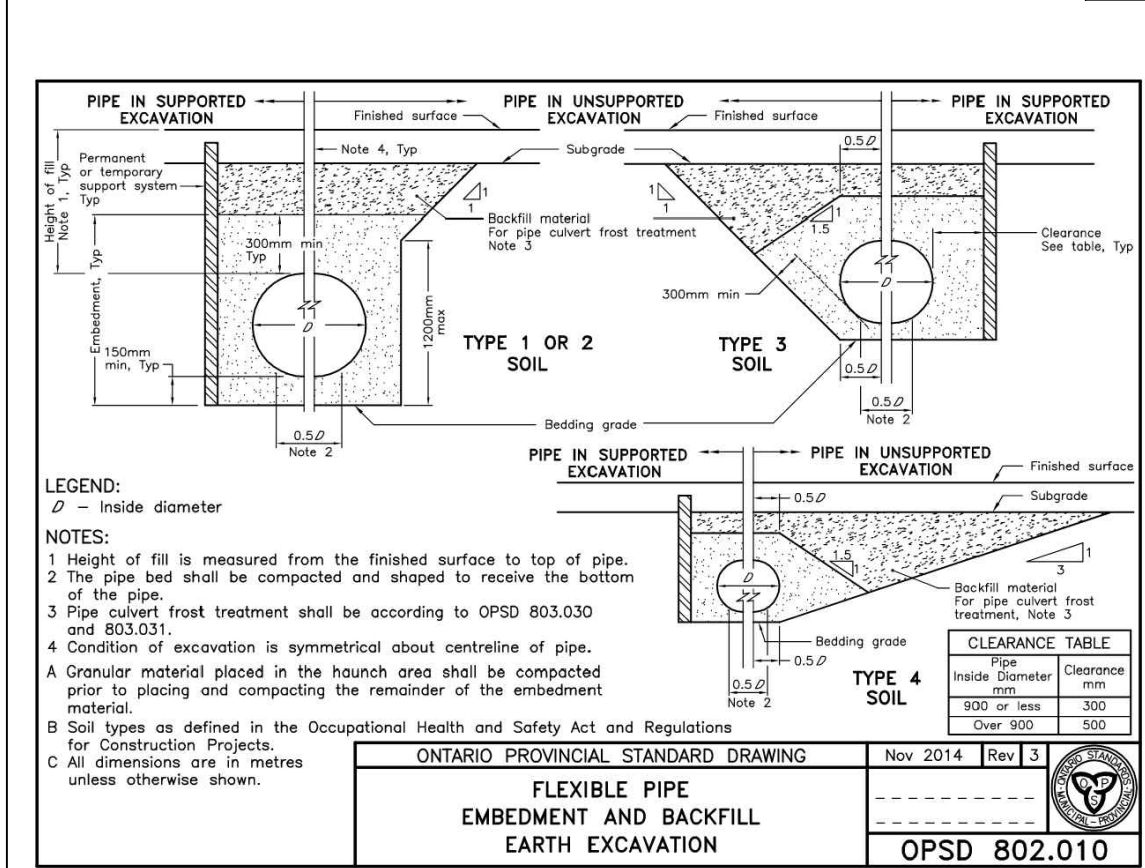 PIPE IN SUPPORTED
EXCAVATION
PIPE IN UNSUPPORTED
EXCAVATION
PIPE IN SUPPORTED
EXCAVATION
Finished surface
Finished surface
0.5D
Note 4, Typ
Subgrade
Height of fill
Note 1, Typ
Permanent
or temporary
support system
Typ
1
1
1
1
Backfill material
For pipe culvert frost treatment
Note 3
1
1.5
Clearance
See table, Typ
300mm min
Typ
300mm min
Embedment, Typ
D
D
1200mm
max
150mm
min, Typ
TYPE 1 OR 2
SOIL
TYPE 3
SOIL
0.5D
0.5D
Note 2
0.5D
Note 2
Bedding grade
PIPE IN SUPPORTED
EXCAVATION
PIPE IN UNSUPPORTED
EXCAVATION
Finished surface
0.5D
Subgrade
1.5
1
1
3
D
Backfill material
For pipe culvert frost
treatment, Note 3
Bedding grade
0.5D
0.5D
Note 2
TYPE 4
SOIL
LEGEND:
D – Inside diameter
NOTES:
1 Height of fill is measured from the finished surface to top of pipe.
2 The pipe bed shall be compacted and shaped to receive the bottom
of the pipe.
3 Pipe culvert frost treatment shall be according to OPSD 803.030
and 803.031.
4 Condition of excavation is symmetrical about centreline of pipe.
A Granular material placed in the haunch area shall be compacted
prior to placing and compacting the remainder of the embedment
material.
B Soil types as defined in the Occupational Health and Safety Act and Regulations
for Construction Projects.
C All dimensions are in metres
unless otherwise shown.
CLEARANCE TABLE
Pipe
Inside Diameter
mm
Clearance
mm
900 or less 300
Over 900 500
ONTARIO PROVINCIAL STANDARD DRAWING
Nov 2014 Rev 3
FLEXIBLE PIPE
EMBEDMENT AND BACKFILL
EARTH EXCAVATION
OPSD 802.010
ONTARIO STANDARDS
MUNICIPAL - PROVINCIAL
O P S